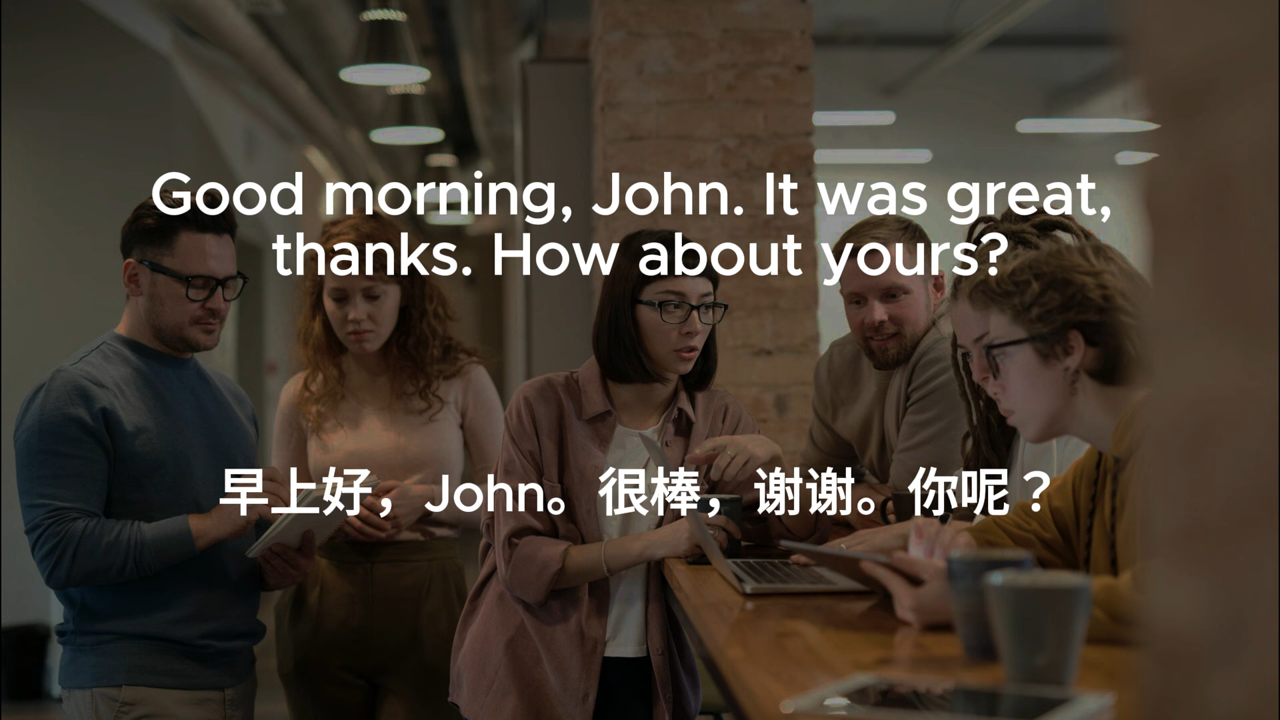 Good morning, John. It was great,
thanks. How about yours?
早上好，John。很棒，谢谢。你呢？